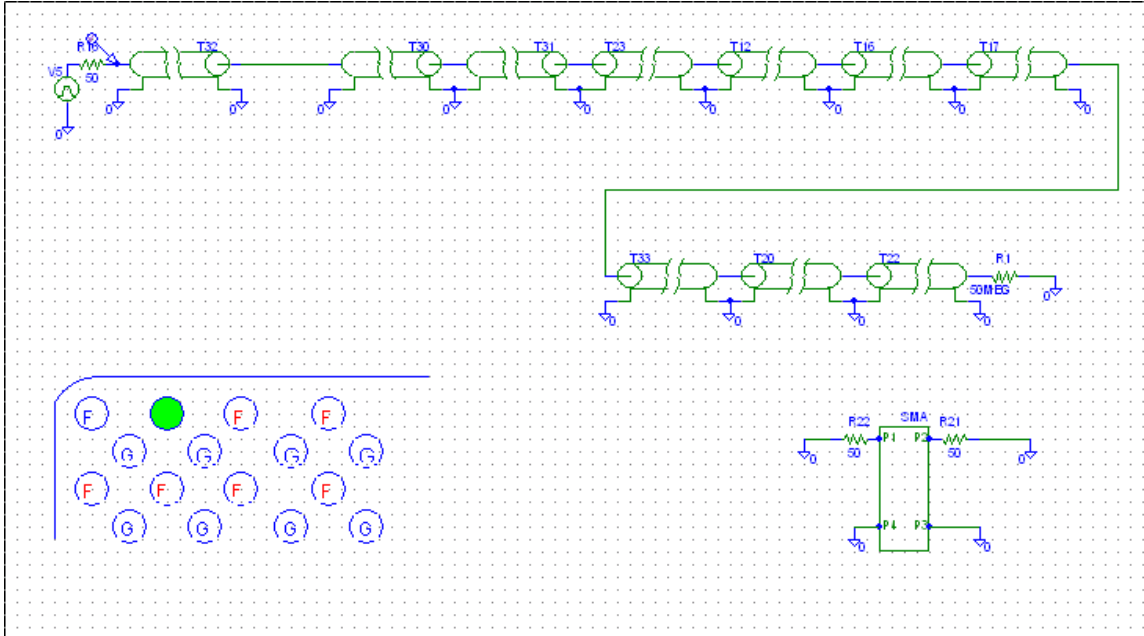 R18 T32 T30 T31 T23 T12 T16 T17
V5 50
0 0 0 0 0 0 0 0 0
0
T33 T20 T22 R1
50MEG
0 0 0 0 0
F F F R22 SMA R21
P1 P2
G G G G 50 50
0 0
F F F F
G G G G P4 P3
0 0